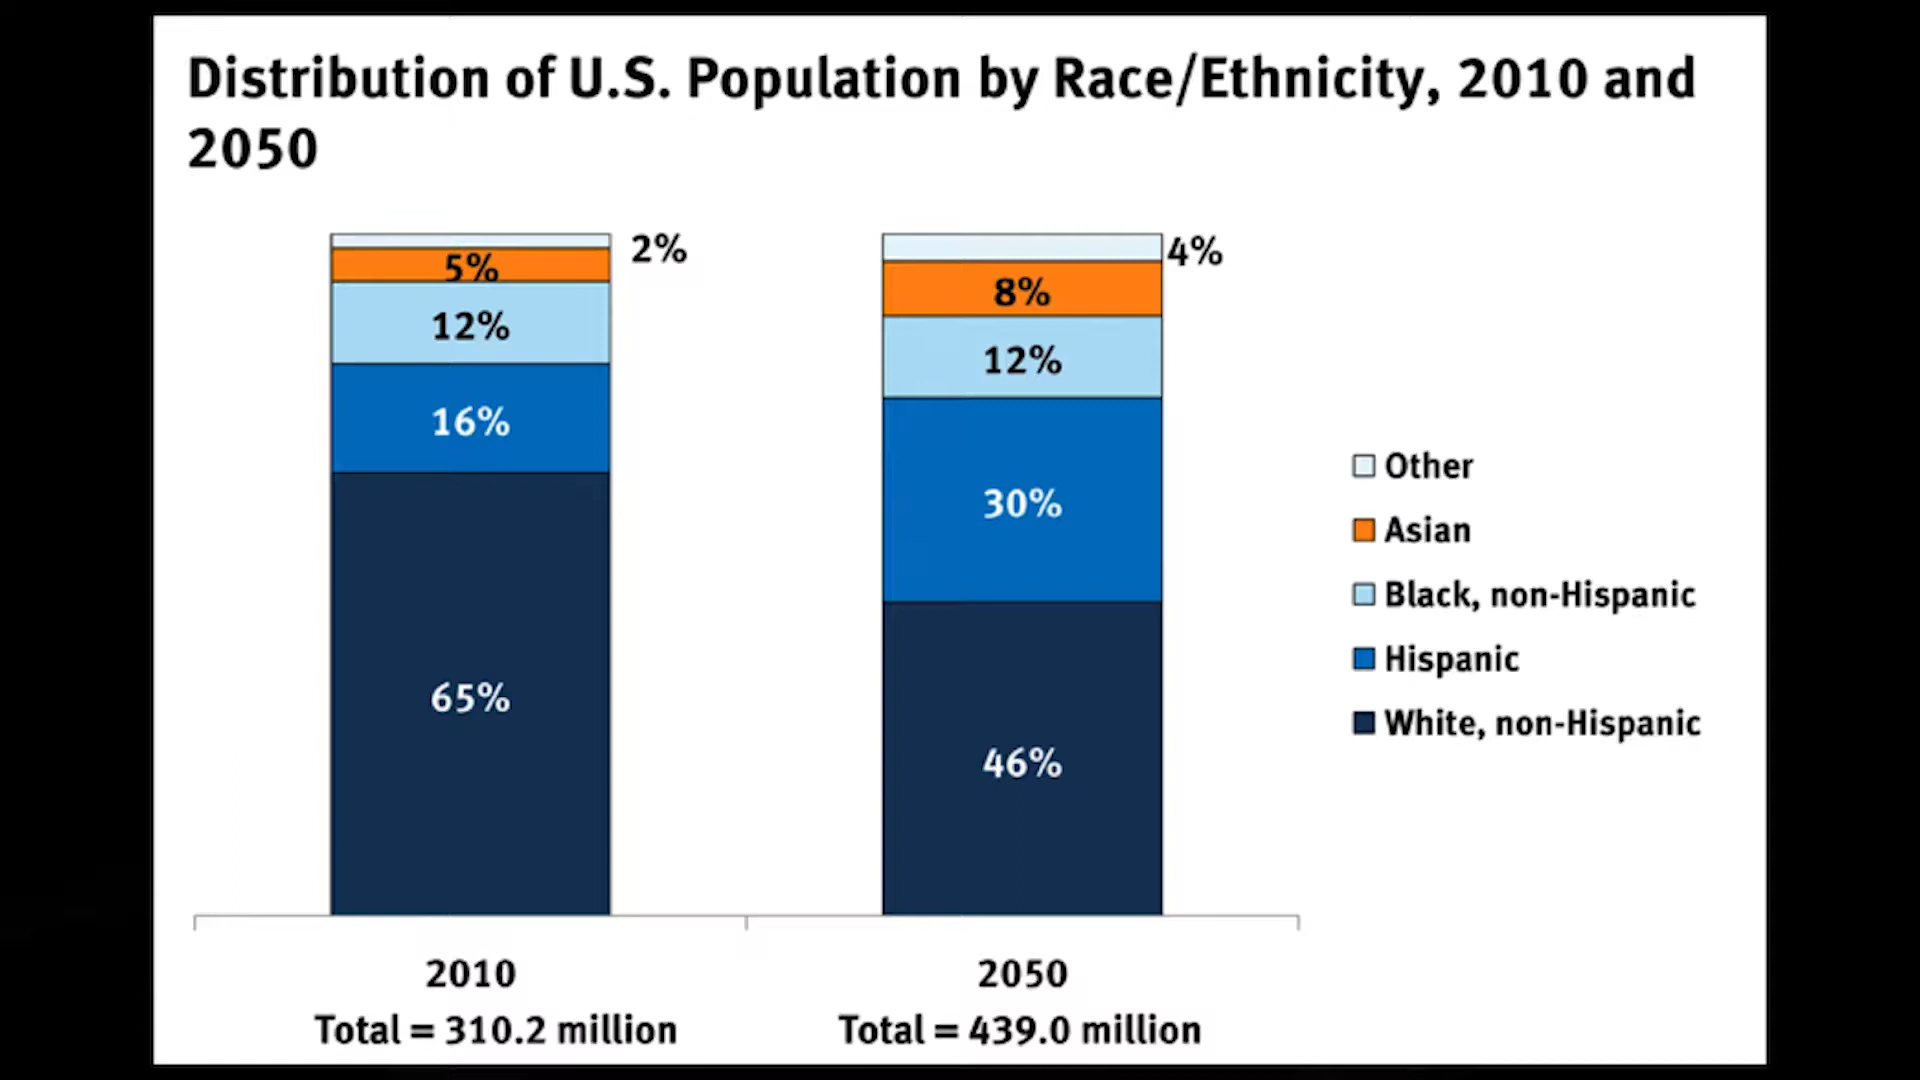 Distribution of U.S. Population by Race/Ethnicity, 2010 and
2050
2%
5%
12%
16%
65%
4%
8%
12%
30%
46%
Other
Asian
Black, non-Hispanic
Hispanic
White, non-Hispanic
2010
Total = 310.2 million
2050
Total = 439.0 million